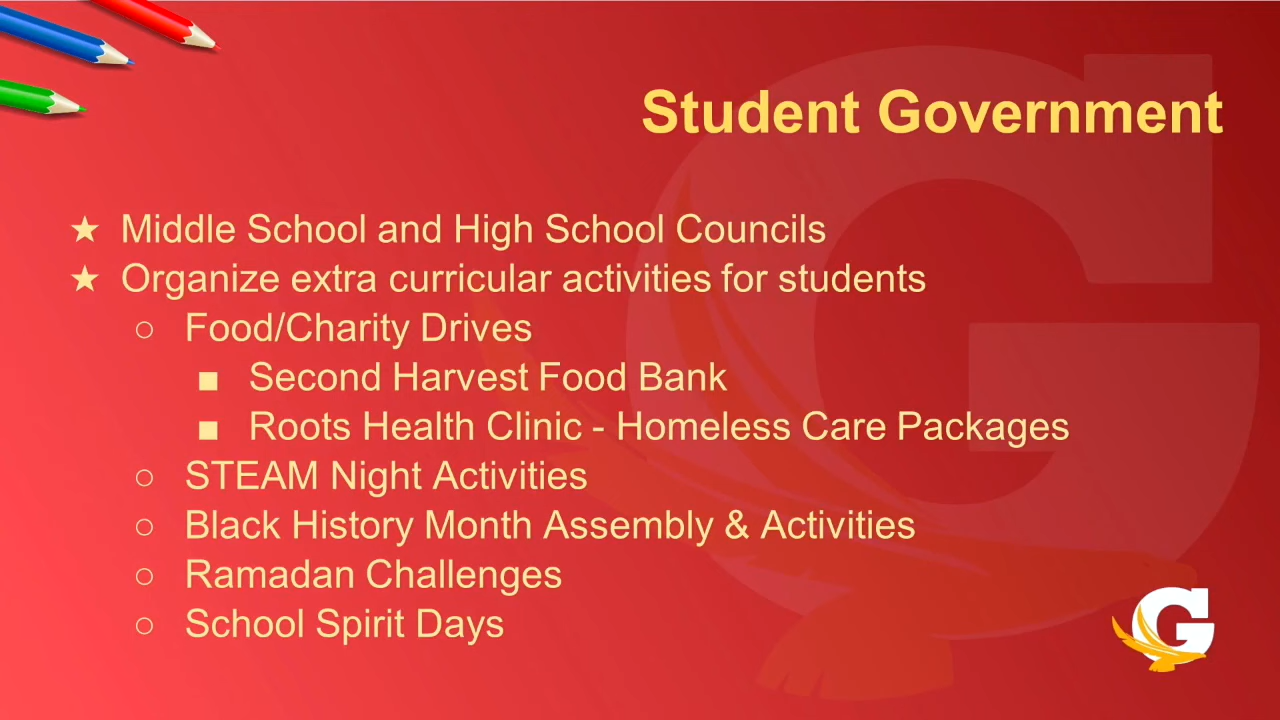 Student Government
★ Middle School and High School Councils
★ Organize extra curricular activities for students
○ Food/Charity Drives
■ Second Harvest Food Bank
■ Roots Health Clinic - Homeless Care Packages
○ STEAM Night Activities
○ Black History Month Assembly & Activities
○ Ramadan Challenges
○ School Spirit Days
G